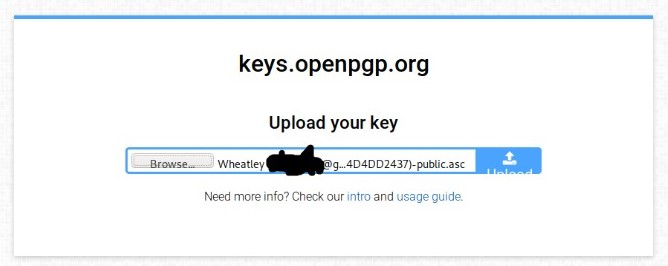 keys.openpgp.org
Upload your key
Browse... Wheatley @g...4D4DD2437)-public.asc Upload
Need more info? Check our intro and usage guide.